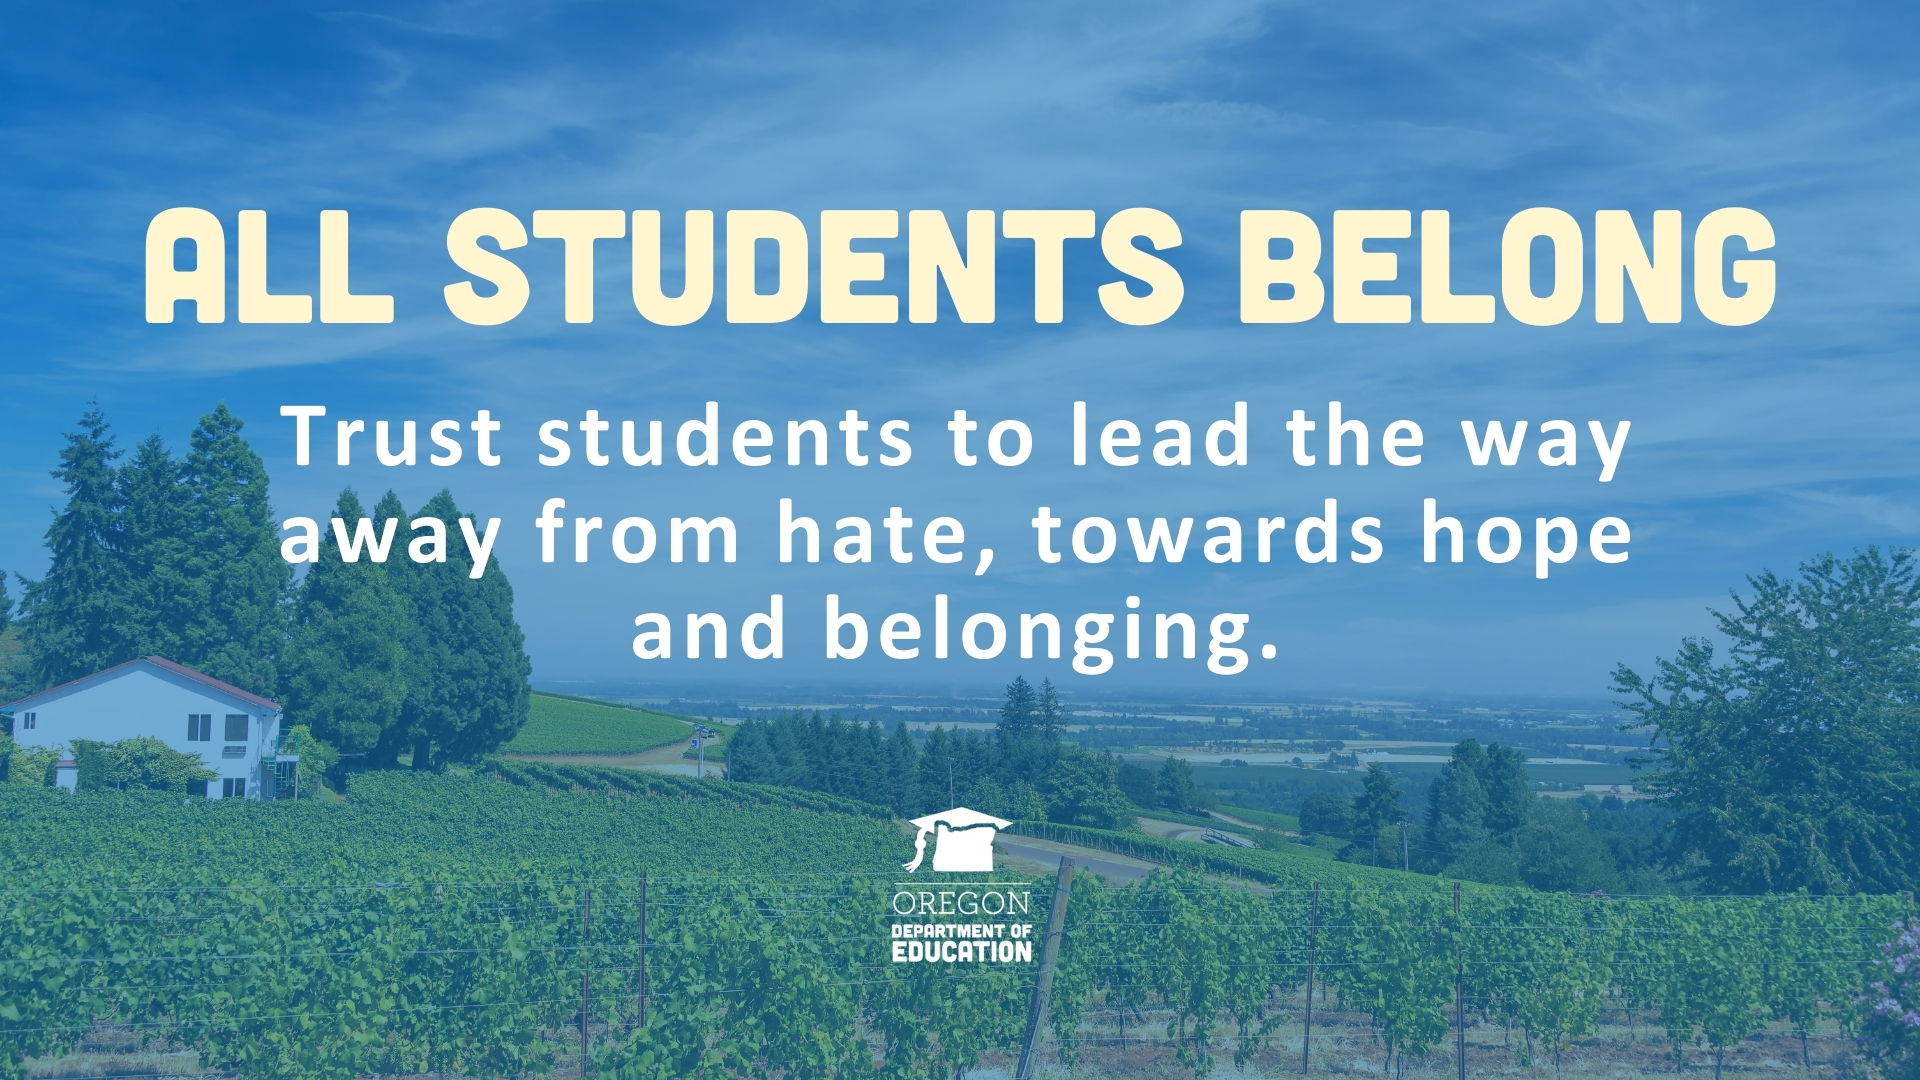 ALL STUDENTS BELONG
Trust students to lead the way
away from hate, towards hope
and belonging.
OREGON
DEPARTMENT OF
EDUCATION